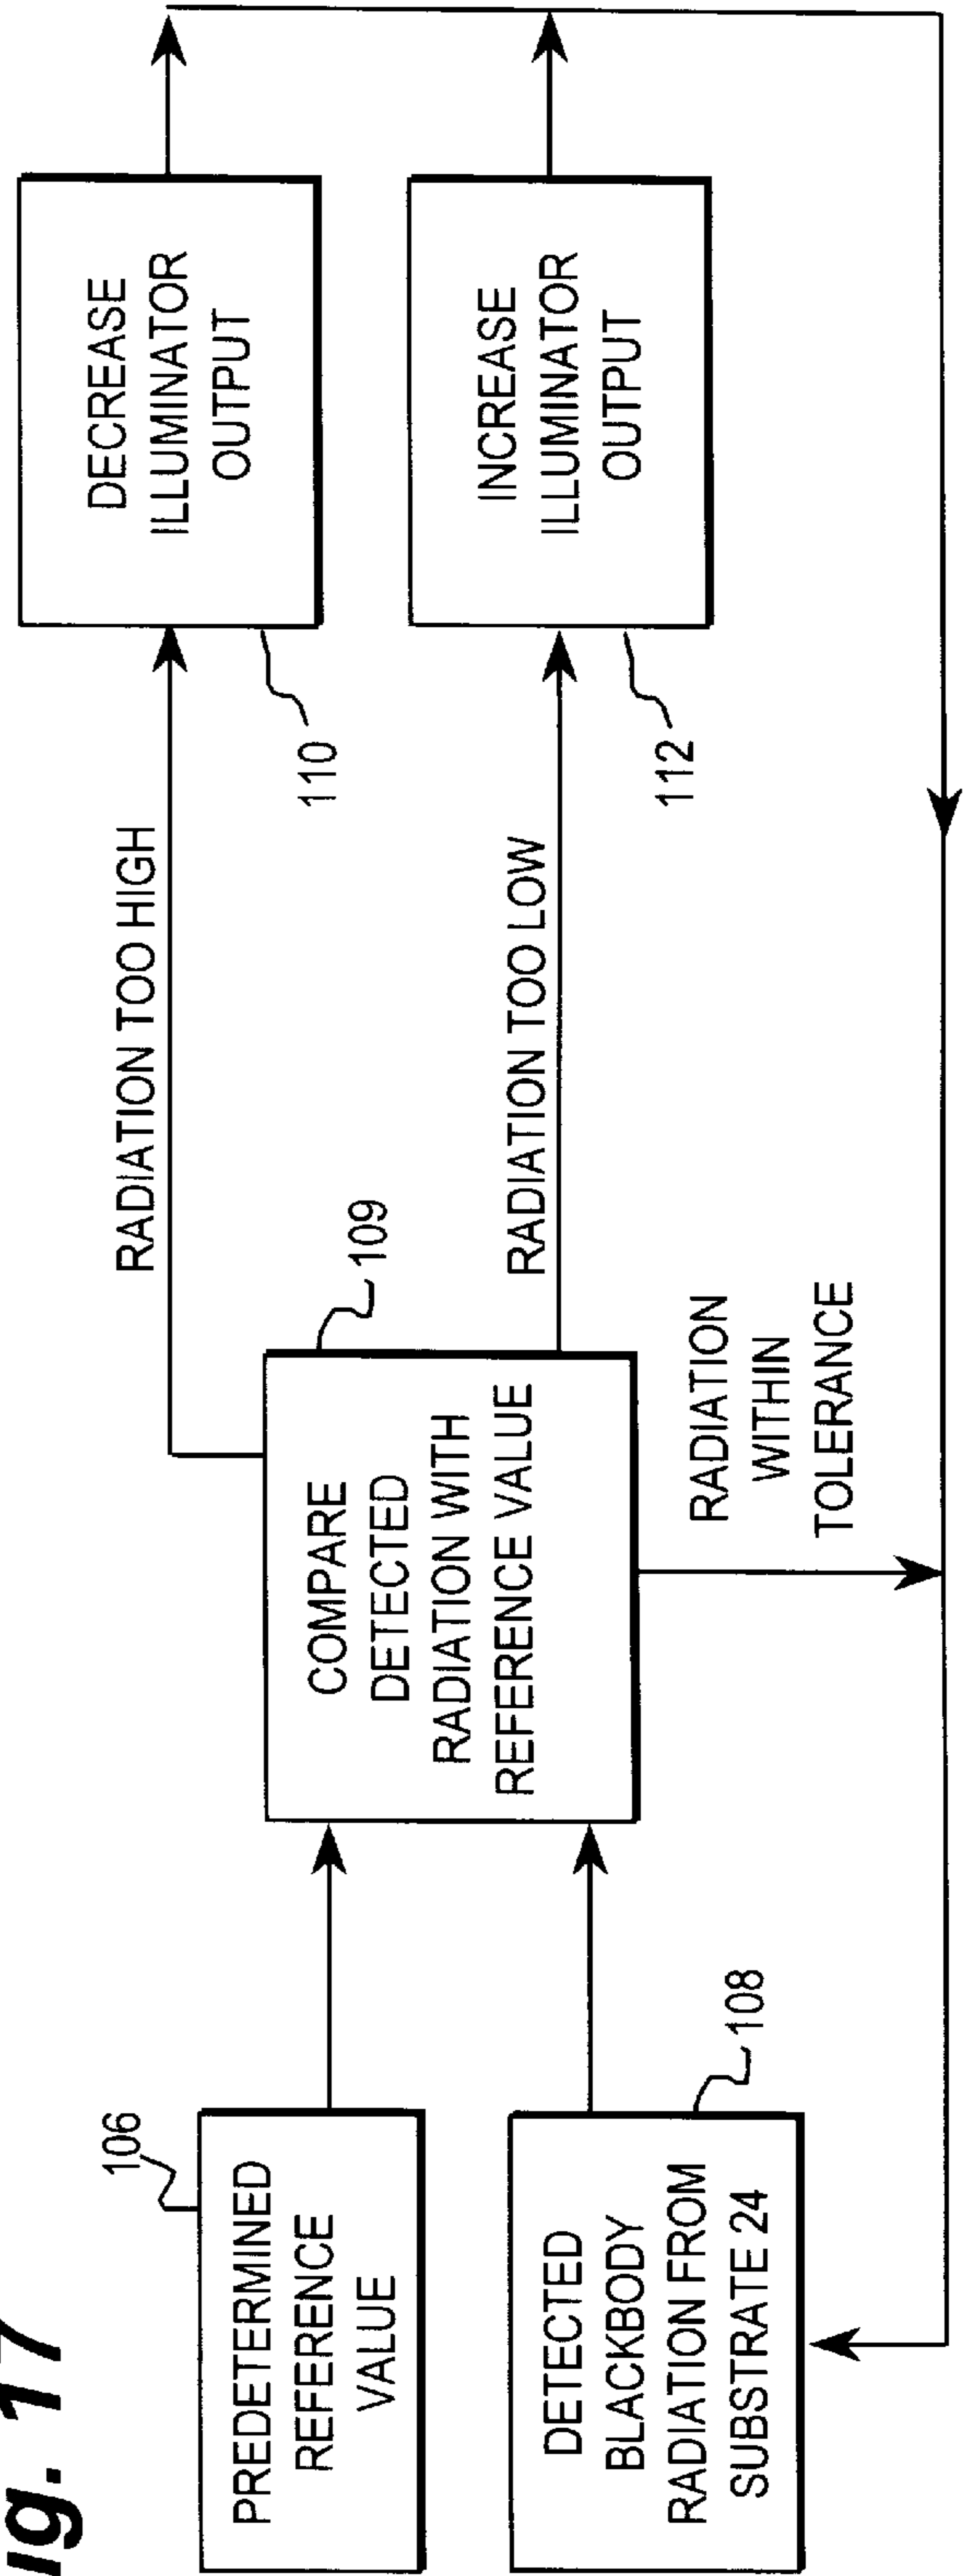 ig. 17
106
PREDETERMINED
REFERENCE
VALUE
DETECTED
BLACKBODY
RADIATION FROM
SUBSTRATE 24
108
COMPARE
DETECTED
RADIATION WITH
REFERENCE VALUE
109
RADIATION TOO HIGH
RADIATION TOO LOW
RADIATION
WITHIN
TOLERANCE
DECREASE
ILLUMINATOR
OUTPUT
110
INCREASE
ILLUMINATOR
OUTPUT
112